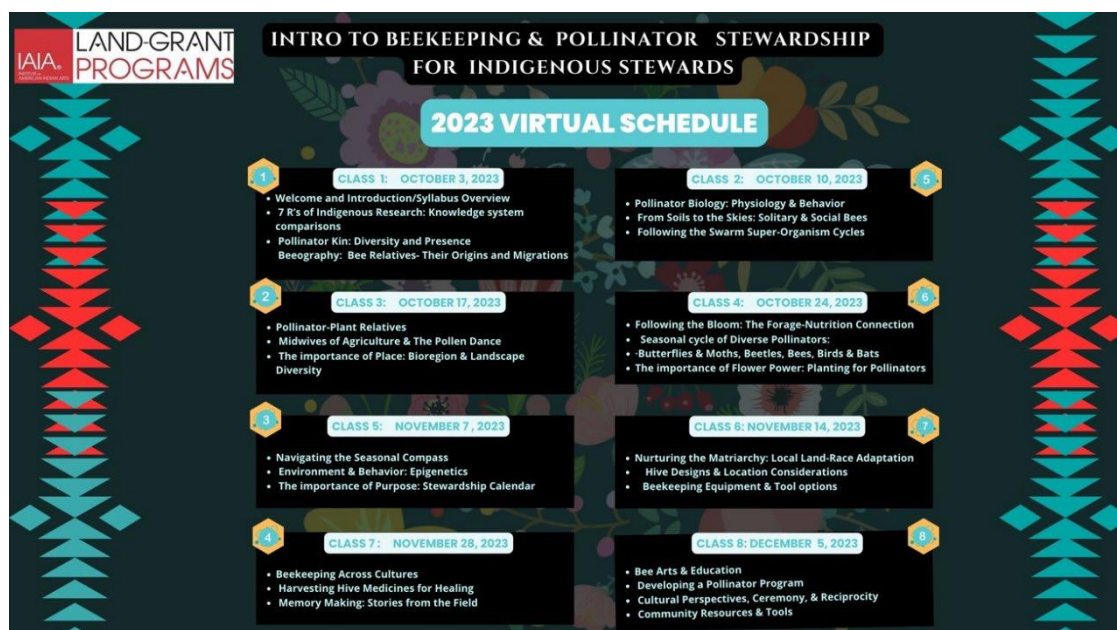 IAIA®
INSTITUTE of
AMERICAN INDIAN ARTS
LAND-GRANT
PROGRAMS
INTRO TO BEEKEEPING & POLLINATOR STEWARDSHIP
FOR INDIGENOUS STEWARDS
2023 VIRTUAL SCHEDULE
1
CLASS 1: OCTOBER 3, 2023
• Welcome and Introduction/Syllabus Overview
• 7 R's of Indigenous Research: Knowledge system
comparisons
• Pollinator Kin: Diversity and Presence
Beeography: Bee Relatives- Their Origins and Migrations
5
CLASS 2: OCTOBER 10, 2023
• Pollinator Biology: Physiology & Behavior
• From Soils to the Skies: Solitary & Social Bees
• Following the Swarm Super-Organism Cycles
2
CLASS 3: OCTOBER 17, 2023
• Pollinator-Plant Relatives
• Midwives of Agriculture & The Pollen Dance
• The importance of Place: Bioregion & Landscape
Diversity
6
CLASS 4: OCTOBER 24, 2023
• Following the Bloom: The Forage-Nutrition Connection
• Seasonal cycle of Diverse Pollinators:
• -Butterflies & Moths, Beetles, Bees, Birds & Bats
• The importance of Flower Power: Planting for Pollinators
3
CLASS 5: NOVEMBER 7 , 2023
• Navigating the Seasonal Compass
• Environment & Behavior: Epigenetics
• The importance of Purpose: Stewardship Calendar
7
CLASS 6: NOVEMBER 14, 2023
• Nurturing the Matriarchy: Local Land-Race Adaptation
• Hive Designs & Location Considerations
• Beekeeping Equipment & Tool options
4
CLASS 7 : NOVEMBER 28, 2023
• Beekeeping Across Cultures
• Harvesting Hive Medicines for Healing
• Memory Making: Stories from the Field
8
CLASS 8: DECEMBER 5, 2023
• Bee Arts & Education
• Developing a Pollinator Program
• Cultural Perspectives, Ceremony, & Reciprocity
• Community Resources & Tools